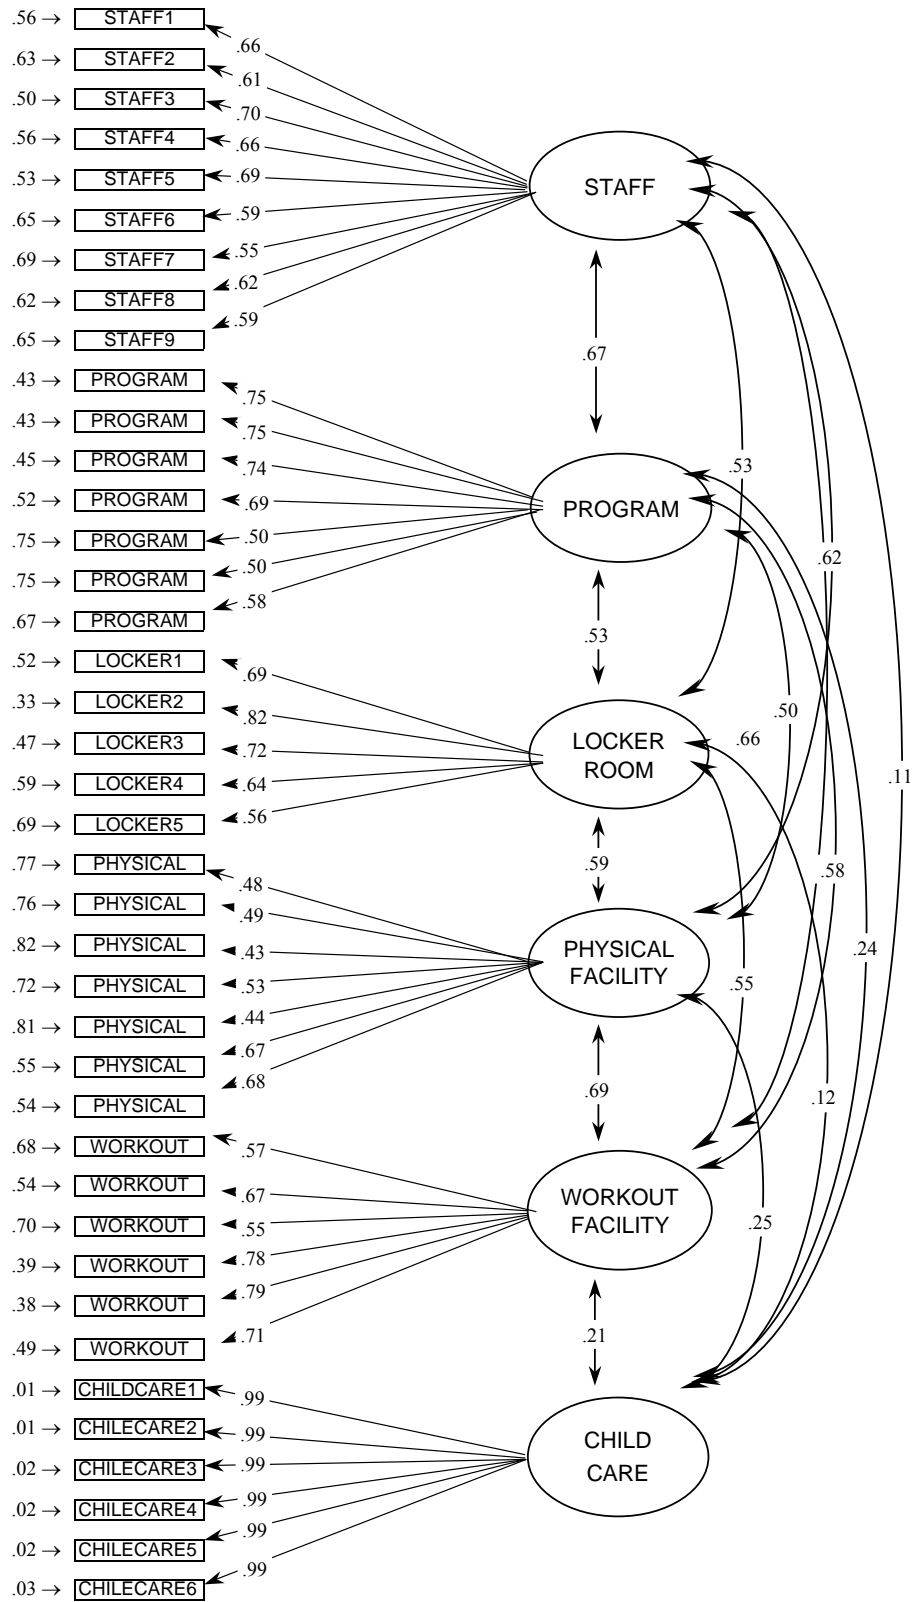 .56 → STAFF1
.66
.63 → STAFF2
.61
.50 → STAFF3
.70
.56 → STAFF4
.66
.53 → STAFF5
.69
.65 → STAFF6
.59
.69 → STAFF7
.55
.62 → STAFF8
.62
.65 → STAFF9
.59
STAFF
.67
.43 → PROGRAM
.75
.43 → PROGRAM
.75
.45 → PROGRAM
.74
.52 → PROGRAM
.69
.75 → PROGRAM
.50
.75 → PROGRAM
.50
.67 → PROGRAM
.58
PROGRAM
.53
.53
.62
.52 → LOCKER1
.69
.33 → LOCKER2
.82
.47 → LOCKER3
.72
.59 → LOCKER4
.64
.69 → LOCKER5
.56
LOCKER
ROOM
.50
.66
.11
.59
.58
.77 → PHYSICAL
.48
.76 → PHYSICAL
.49
.82 → PHYSICAL
.43
.72 → PHYSICAL
.53
.81 → PHYSICAL
.44
.55 → PHYSICAL
.67
.54 → PHYSICAL
.68
PHYSICAL
FACILITY
.24
.55
.69
.12
.68 → WORKOUT
.57
.54 → WORKOUT
.67
.70 → WORKOUT
.55
.39 → WORKOUT
.78
.38 → WORKOUT
.79
.49 → WORKOUT
.71
WORKOUT
FACILITY
.25
.21
.01 → CHILDCARE1
.99
.01 → CHILECARE2
.99
.02 → CHILECARE3
.99
.02 → CHILECARE4
.99
.02 → CHILECARE5
.99
.03 → CHILECARE6
.99
CHILD
CARE